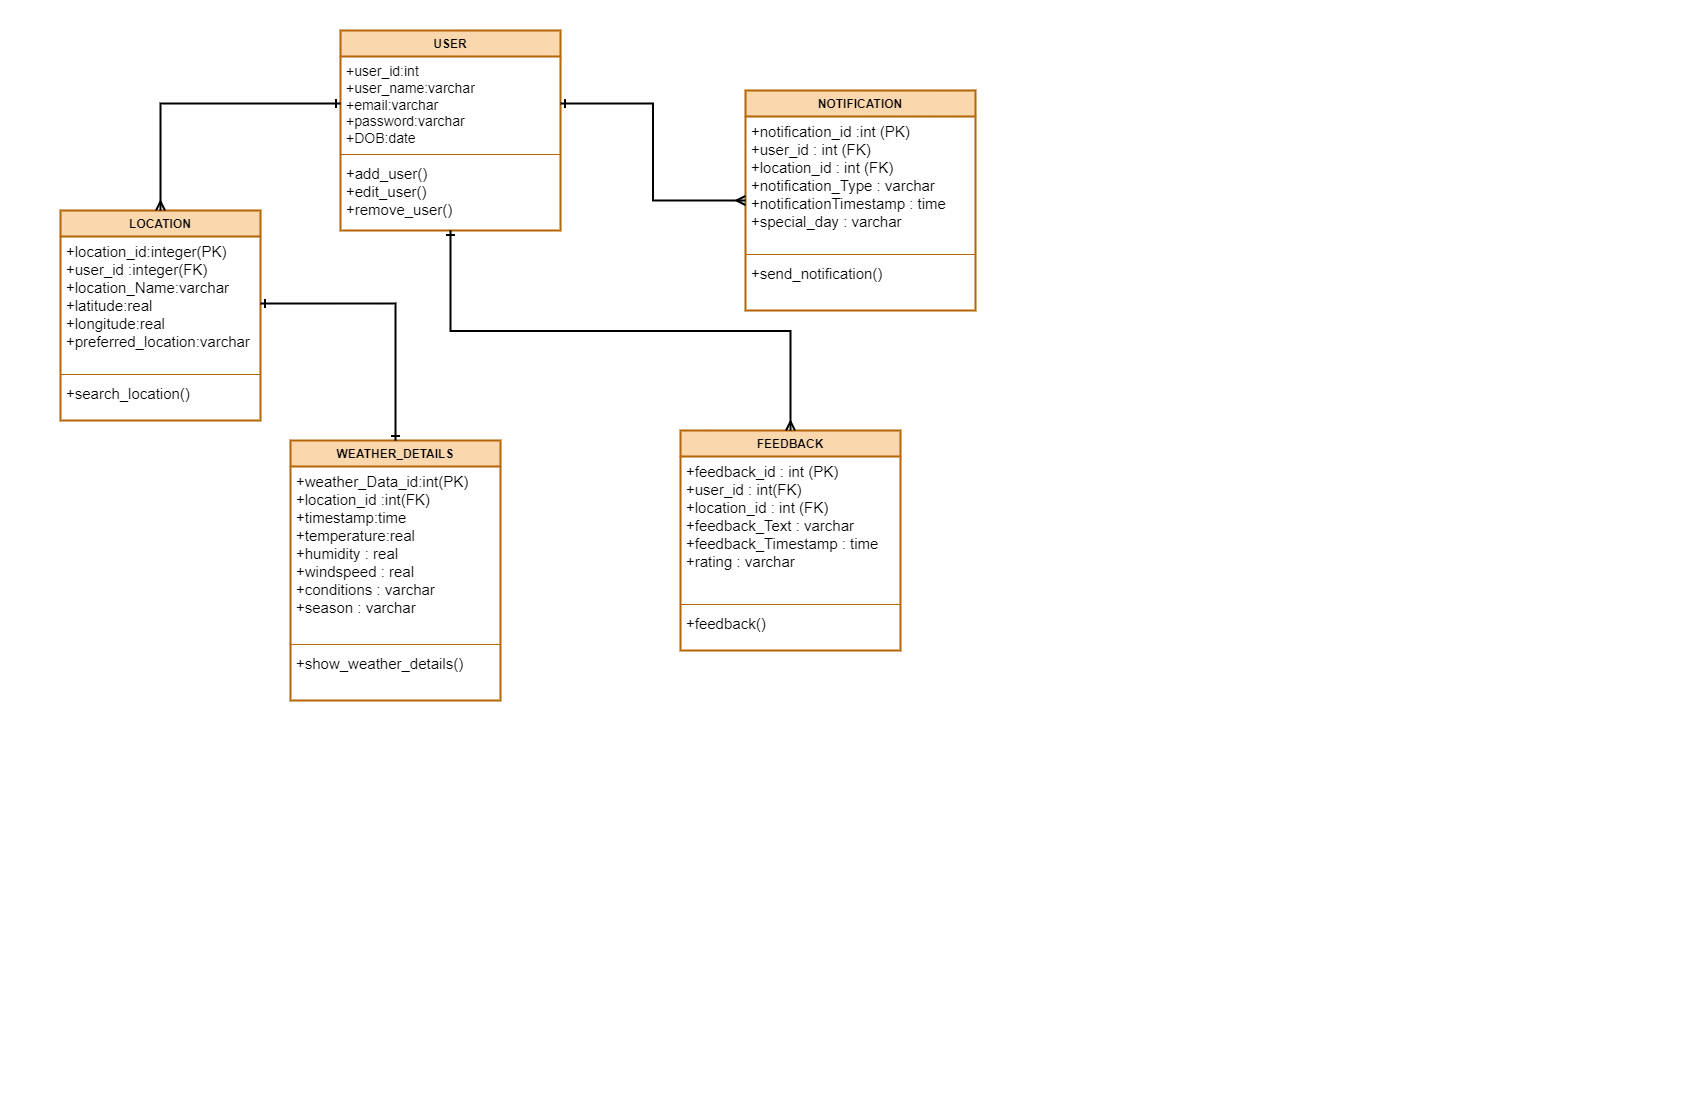 USER
+user_id:int
+user_name:varchar
+email:varchar
+password:varchar
+DOB:date
+add_user()
+edit_user()
+remove_user()
NOTIFICATION
+notification_id :int (PK)
+user_id : int (FK)
+location_id : int (FK)
+notification_Type : varchar
+notificationTimestamp : time
+special_day : varchar
+send_notification()
LOCATION
+location_id:integer(PK)
+user_id :integer(FK)
+location_Name:varchar
+latitude:real
+longitude:real
+preferred_location:varchar
+search_location()
WEATHER_DETAILS
+weather_Data_id:int(PK)
+location_id :int(FK)
+timestamp:time
+temperature:real
+humidity : real
+windspeed : real
+conditions : varchar
+season : varchar
+show_weather_details()
FEEDBACK
+feedback_id : int (PK)
+user_id : int(FK)
+location_id : int (FK)
+feedback_Text : varchar
+feedback_Timestamp : time
+rating : varchar
+feedback()